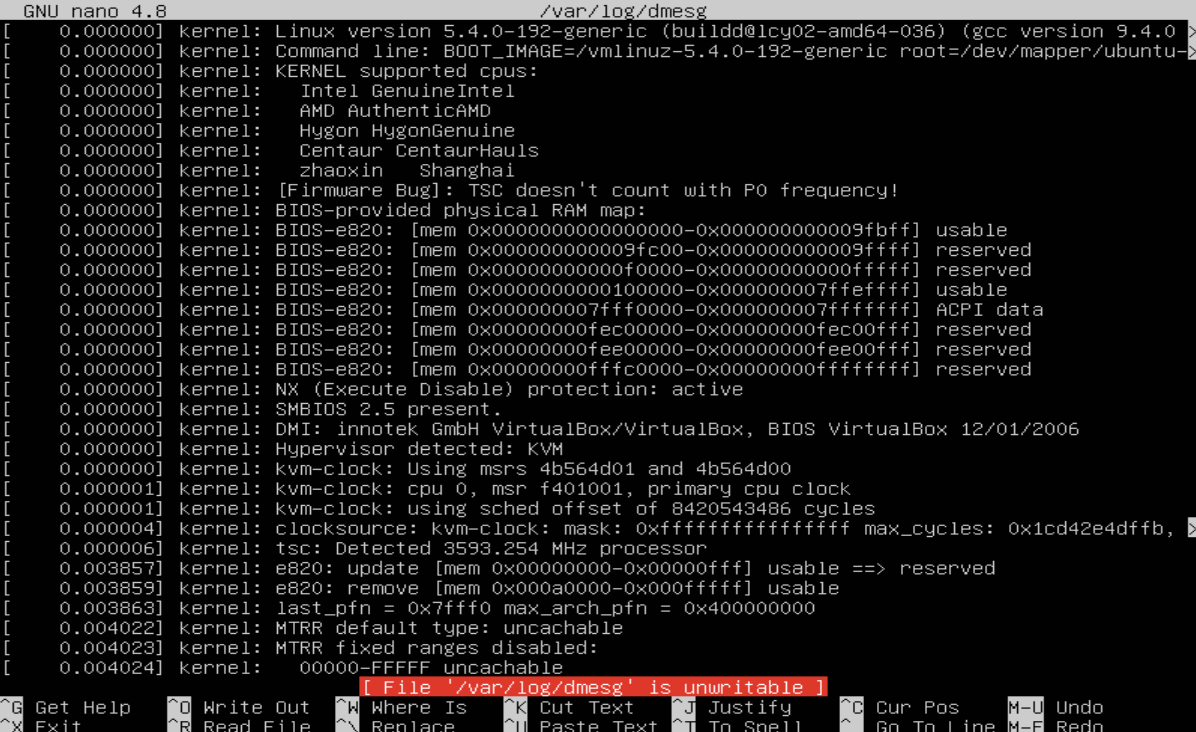 GNU nano 4.8 /var/log/dmesg
[    0.000000] kernel: Linux version 5.4.0-192-generic (buildd@lcy02-amd64-036) (gcc version 9.4.0 >
[    0.000000] kernel: Command line: BOOT_IMAGE=/vmlinuz-5.4.0-192-generic root=/dev/mapper/ubuntu->
[    0.000000] kernel: KERNEL supported cpus:
[    0.000000] kernel:   Intel GenuineIntel
[    0.000000] kernel:   AMD AuthenticAMD
[    0.000000] kernel:   Hygon HygonGenuine
[    0.000000] kernel:   Centaur CentaurHauls
[    0.000000] kernel:   zhaoxin   Shanghai
[    0.000000] kernel: [Firmware Bug]: TSC doesn't count with P0 frequency!
[    0.000000] kernel: BIOS-provided physical RAM map:
[    0.000000] kernel: BIOS-e820: [mem 0x0000000000000000-0x000000000009fbff] usable
[    0.000000] kernel: BIOS-e820: [mem 0x000000000009fc00-0x000000000009ffff] reserved
[    0.000000] kernel: BIOS-e820: [mem 0x00000000000f0000-0x00000000000fffff] reserved
[    0.000000] kernel: BIOS-e820: [mem 0x0000000000100000-0x000000007ffeffff] usable
[    0.000000] kernel: BIOS-e820: [mem 0x000000007fff0000-0x000000007fffffff] ACPI data
[    0.000000] kernel: BIOS-e820: [mem 0x00000000fec00000-0x00000000fec00fff] reserved
[    0.000000] kernel: BIOS-e820: [mem 0x00000000fee00000-0x00000000fee00fff] reserved
[    0.000000] kernel: BIOS-e820: [mem 0x00000000fffc0000-0x00000000ffffffff] reserved
[    0.000000] kernel: NX (Execute Disable) protection: active
[    0.000000] kernel: SMBIOS 2.5 present.
[    0.000000] kernel: DMI: innotek GmbH VirtualBox/VirtualBox, BIOS VirtualBox 12/01/2006
[    0.000000] kernel: Hypervisor detected: KVM
[    0.000000] kernel: kvm-clock: Using msrs 4b564d01 and 4b564d00
[    0.000001] kernel: kvm-clock: cpu 0, msr f401001, primary cpu clock
[    0.000001] kernel: kvm-clock: using sched offset of 8420543486 cycles
[    0.000004] kernel: clocksource: kvm-clock: mask: 0xffffffffffffffff max_cycles: 0x1cd42e4dffb, >
[    0.000006] kernel: tsc: Detected 3593.254 MHz processor
[    0.003857] kernel: e820: update [mem 0x00000000-0x00000fff] usable ==> reserved
[    0.003859] kernel: e820: remove [mem 0x000a0000-0x000fffff] usable
[    0.003863] kernel: last_pfn = 0x7fff0 max_arch_pfn = 0x400000000
[    0.004022] kernel: MTRR default type: uncachable
[    0.004023] kernel: MTRR fixed ranges disabled:
[    0.004024] kernel:   00000-FFFFF uncachable
[ File '/var/log/dmesg' is unwritable ]
^G Get Help ^O Write Out ^W Where Is ^K Cut Text ^J Justify ^C Cur Pos M-U Undo
^X Exit ^R Read File ^\ Replace ^U Paste Text ^T To Spell ^_ Go To Line M-E Redo